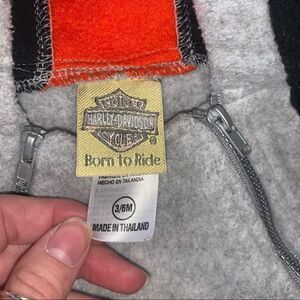 MOTOR
HARLEY-DAVIDSON
CYCLES
®
Born to Ride
HECHO EN TAILANDIA
3/6M
MADE IN THAILAND